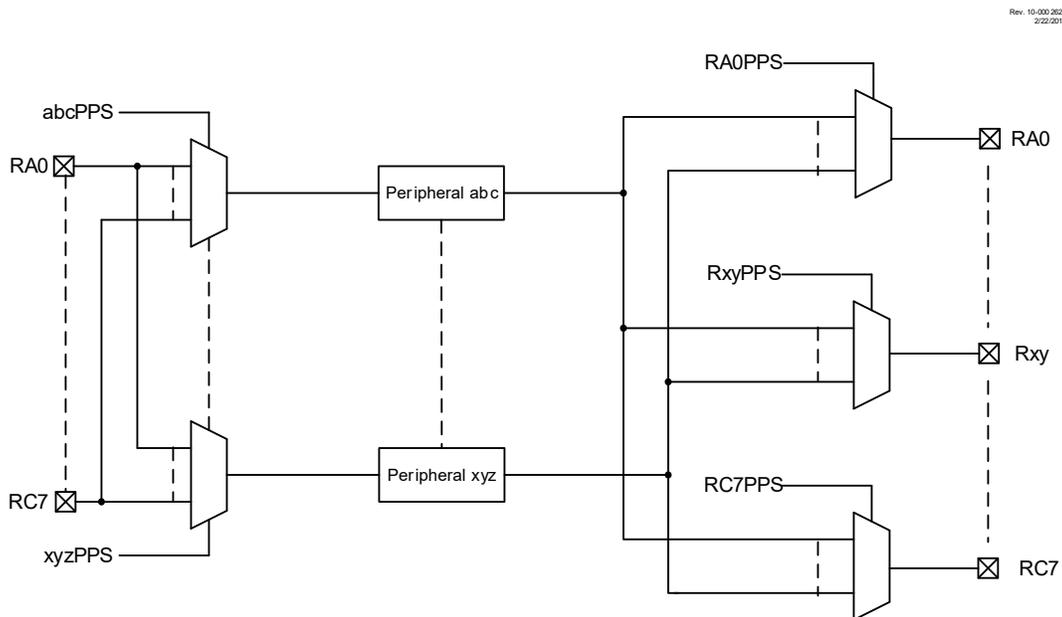 Rev. 10-000 262
2/22/201
RA0PPS
abcPPS
RA0
RA0
Peripheral abc
RxyPPS
Rxy
Peripheral xyz
RC7PPS
RC7
xyzPPS
RC7